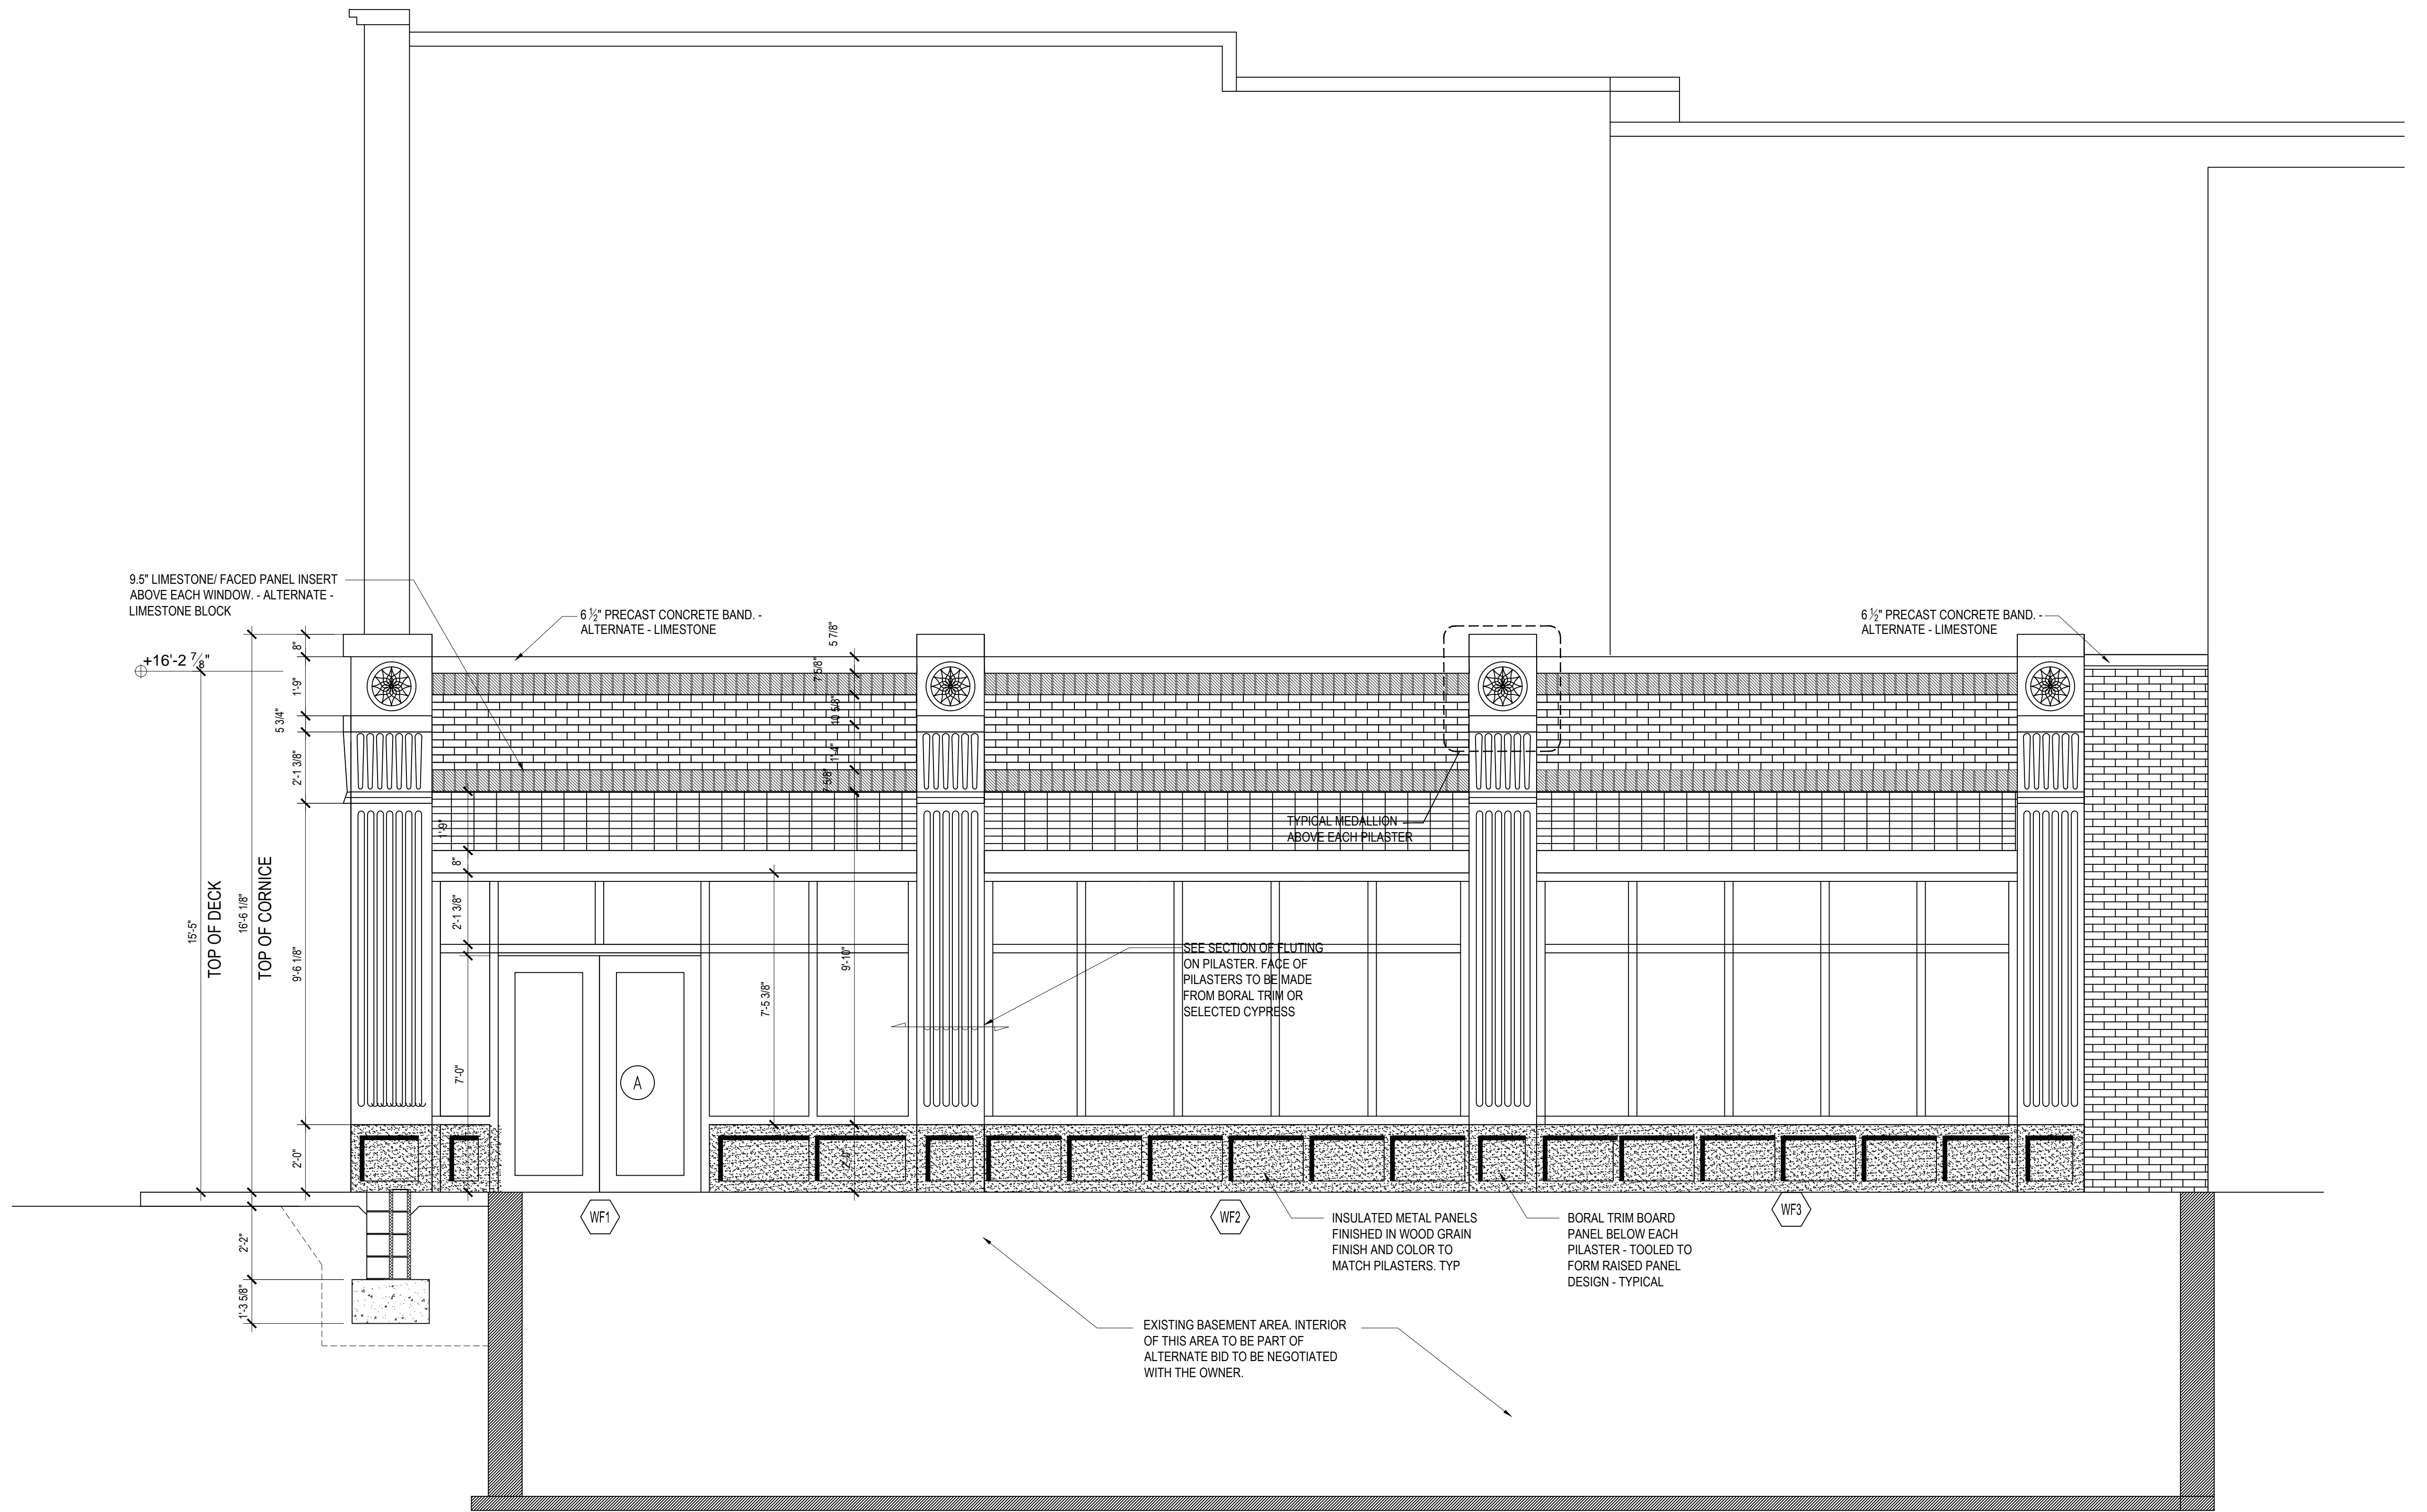 9.5" LIMESTONE/ FACED PANEL INSERT
ABOVE EACH WINDOW. - ALTERNATE -
LIMESTONE BLOCK
6 ½" PRECAST CONCRETE BAND. -
ALTERNATE - LIMESTONE
6 ½" PRECAST CONCRETE BAND. -
ALTERNATE - LIMESTONE
+16'-2 ⅞"
15'-5"
TOP OF DECK
16'-6 1/8"
TOP OF CORNICE
8"
1'-9"
5 3/4"
2'-1 3/8"
9'-6 1/8"
2'-0"
2'-2"
1'-3 5/8"
1'-9"
8"
2'-1 3/8"
7'-0"
7'-5 3/8"
5 7/8"
7 5/8"
10 5/8"
1'-4"
7 5/8"
9'-10"
2'-0"
TYPICAL MEDALLION
ABOVE EACH PILASTER
SEE SECTION OF FLUTING
ON PILASTER. FACE OF
PILASTERS TO BE MADE
FROM BORAL TRIM OR
SELECTED CYPRESS
A
WF1
WF2
WF3
INSULATED METAL PANELS
FINISHED IN WOOD GRAIN
FINISH AND COLOR TO
MATCH PILASTERS. TYP
BORAL TRIM BOARD
PANEL BELOW EACH
PILASTER - TOOLED TO
FORM RAISED PANEL
DESIGN - TYPICAL
EXISTING BASEMENT AREA. INTERIOR
OF THIS AREA TO BE PART OF
ALTERNATE BID TO BE NEGOTIATED
WITH THE OWNER.